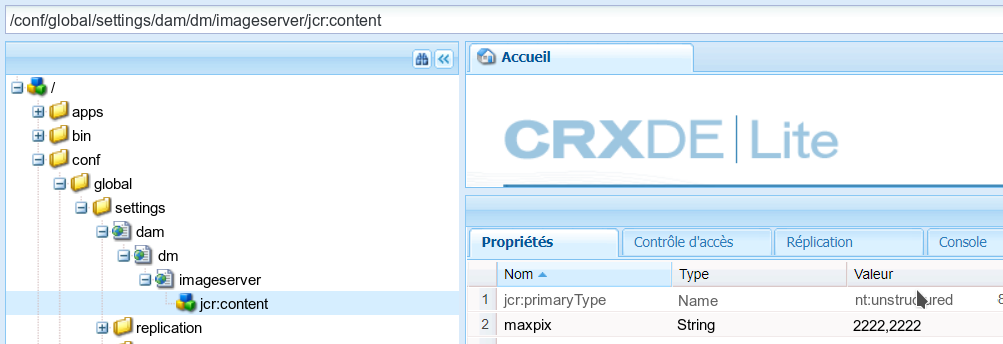 /conf/global/settings/dam/dm/imageserver/jcr:content
Accueil
/
apps
bin
conf
global
settings
dam
dm
imageserver
jcr:content
replication
CRXDE | Lite
Propriétés Contrôle d'accès Réplication Console
Nom Type Valeur
1 jcr:primaryType Name nt:unstructured 8
2 maxpix String 2222,2222